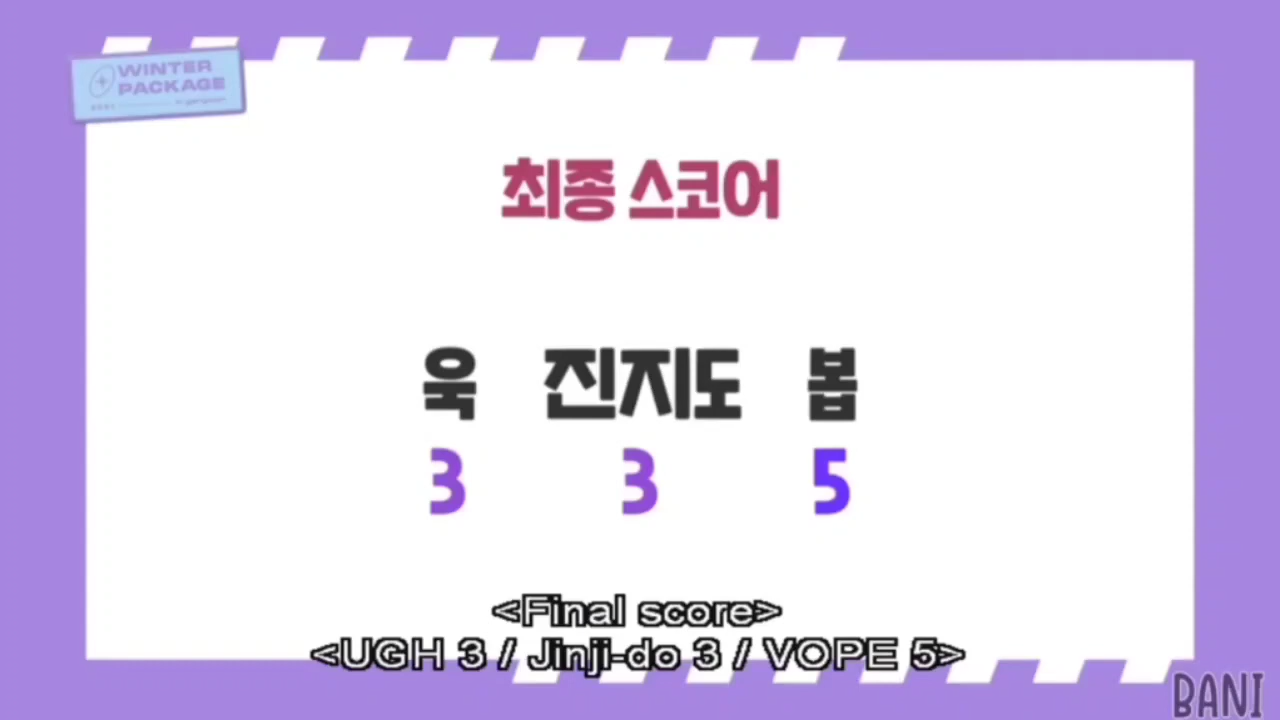 WINTER
PACKAGE
최종 스코어
욱 진지도 봅
3 3 5
<Final score>
<UGH 3 / Jinji-do 3 / VOPE 5>
BANI